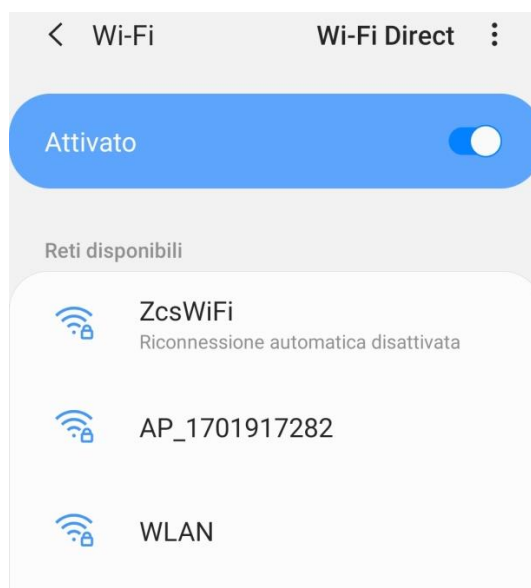 Wi-Fi Wi-Fi Direct
Attivato
Reti disponibili
ZcsWiFi
Riconnessione automatica disattivata
AP_1701917282
WLAN